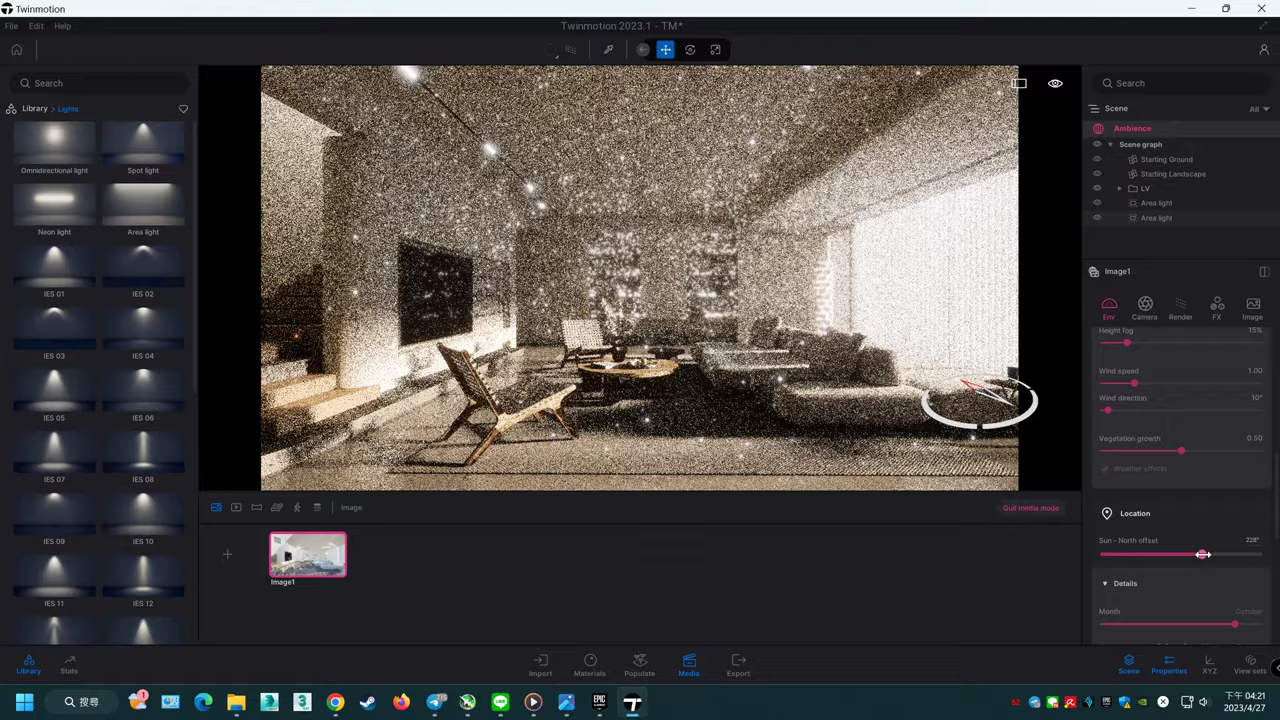 Twinmotion
File Edit Help
Twinmotion 2023.1 - TM*
Search
Library > Lights
Omnidirectional light
Spot light
Neon light
Area light
IES 01
IES 02
IES 03
IES 04
IES 05
IES 06
IES 07
IES 08
IES 09
IES 10
IES 11
IES 12
Image
Quit media mode
Image1
Search
Scene
All
Ambience
Scene graph
Starting Ground
Starting Landscape
LV
Area light
Area light
Image1
Env Camera Render FX Image
Height fog 15%
Wind speed 1.00
Wind direction 10°
Vegetation growth 0.50
Weather effects
Location
Sun - North offset 228°
Details
Month October
Library Stats
Import Materials Populate Media Export
Scene Properties XYZ View sets
搜尋
1
62
下午 04:21
2023/4/27